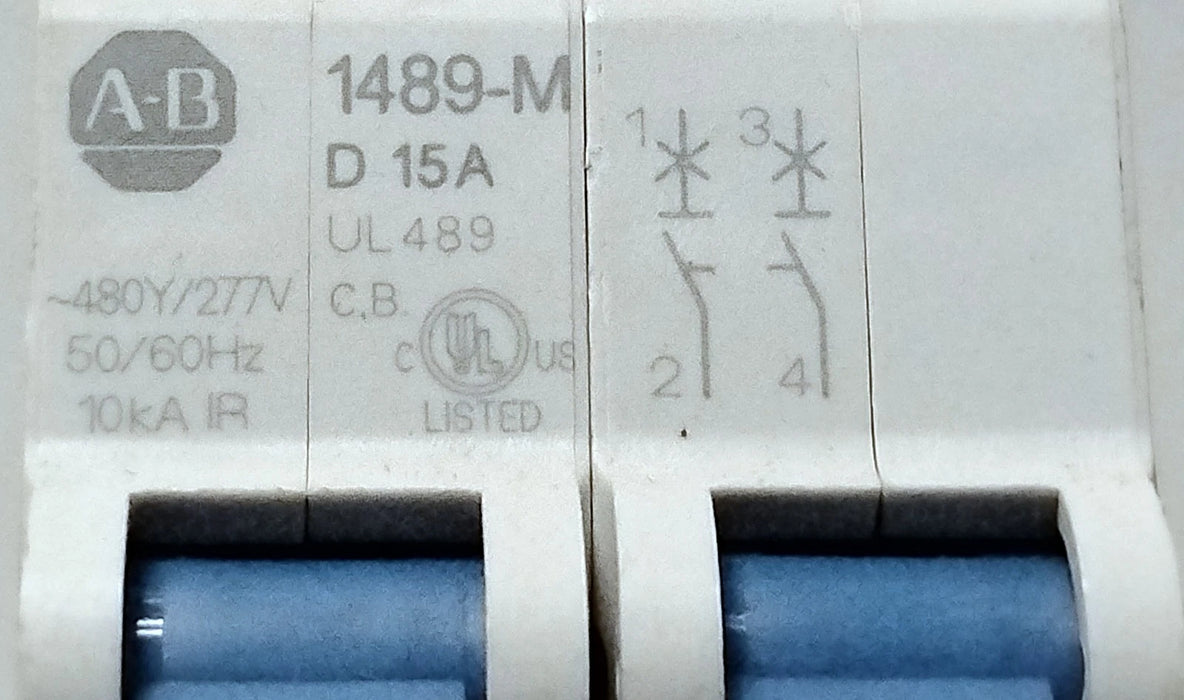 A-B
1489-M
D 15A
UL 489
~480Y/277V
C.B.
50/60Hz
C UL US
10kA IR
LISTED
1 3
2 4